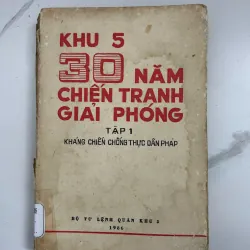 KHU 5
30 NĂM
CHIẾN TRANH
GIẢI PHÓNG
TẬP 1
KHÁNG CHIẾN CHỐNG THỰC DÂN PHÁP
BỘ TƯ LỆNH QUÂN KHU 5
1986